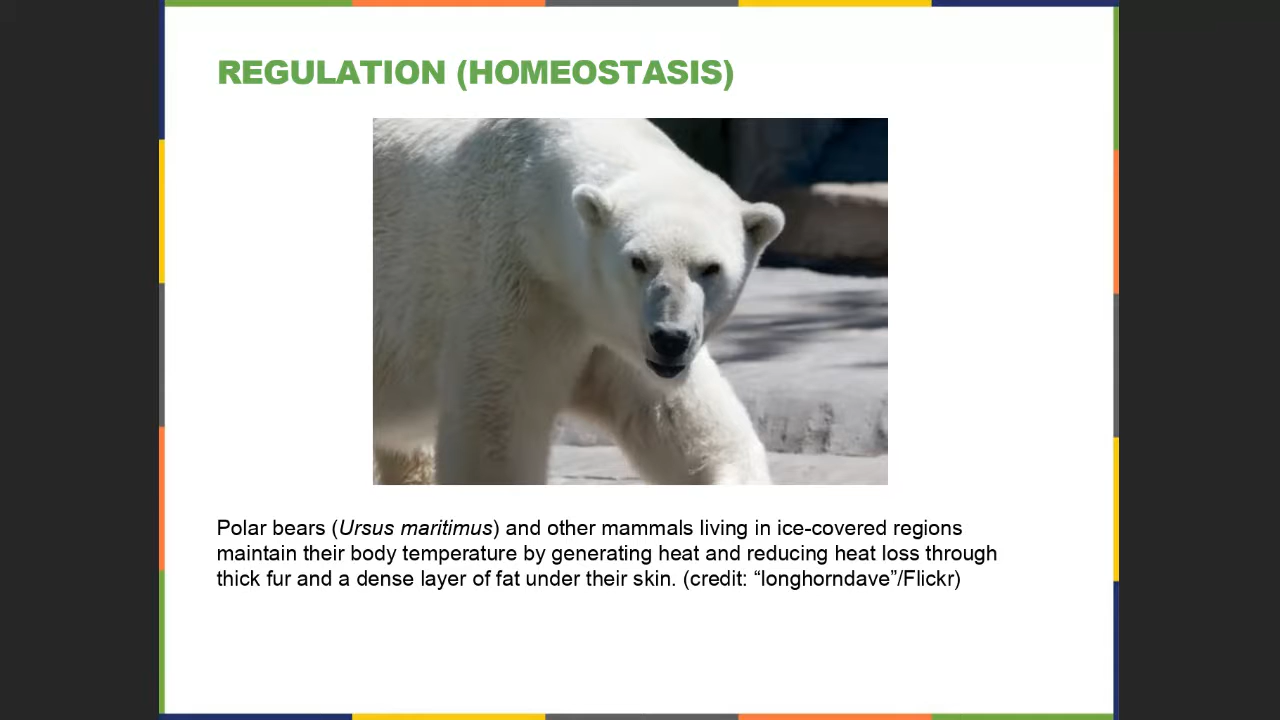 REGULATION (HOMEOSTASIS)
Polar bears (Ursus maritimus) and other mammals living in ice-covered regions
maintain their body temperature by generating heat and reducing heat loss through
thick fur and a dense layer of fat under their skin. (credit: “longhorndave”/Flickr)